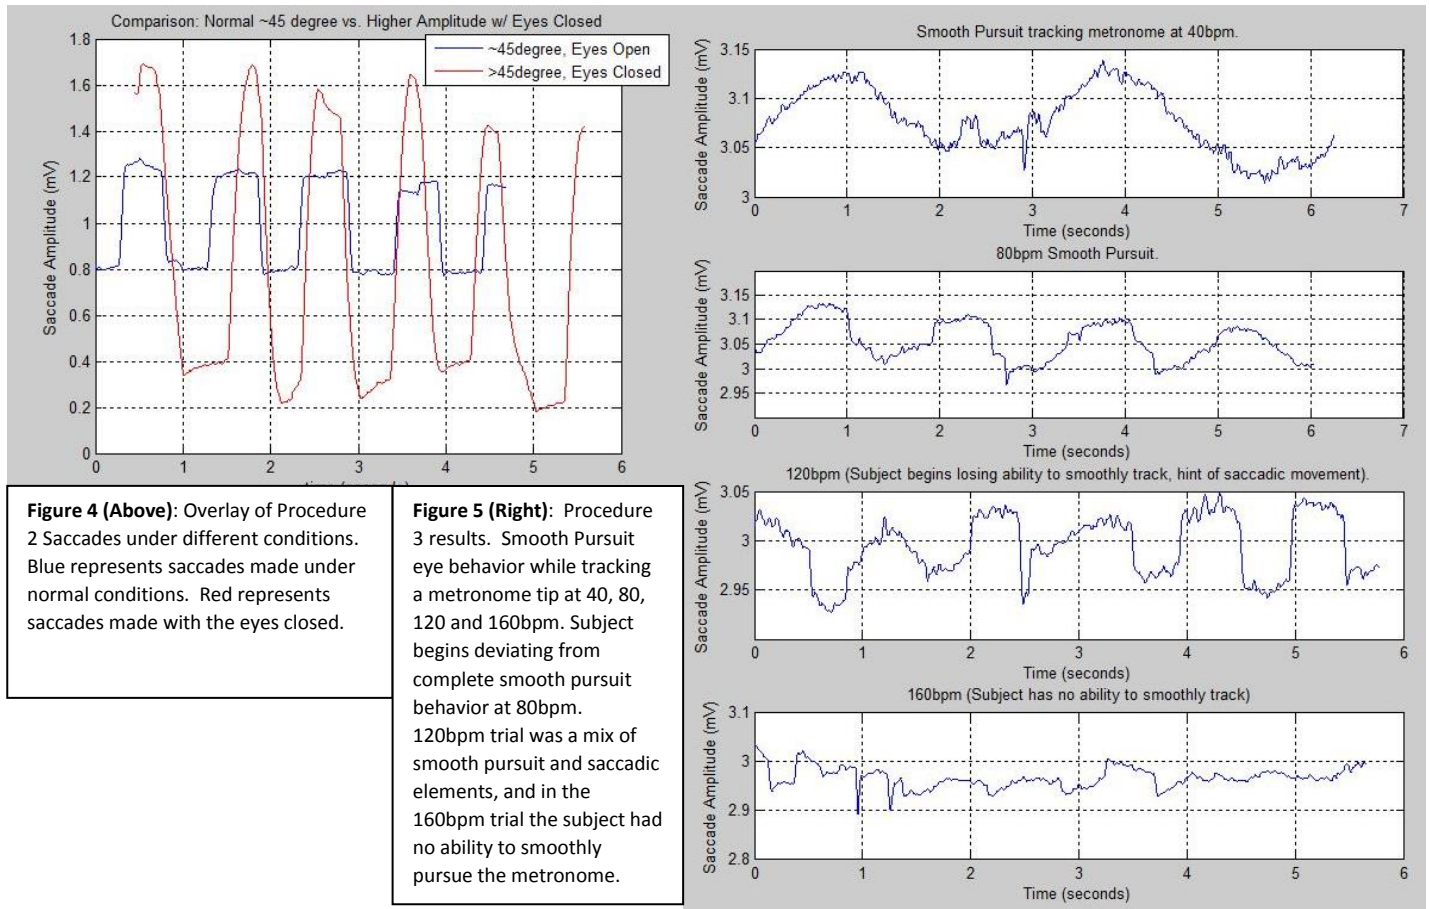 Comparison: Normal ~45 degree vs. Higher Amplitude w/ Eyes Closed
~45degree, Eyes Open
>45degree, Eyes Closed
Saccade Amplitude (mV)
1.8
1.6
1.4
1.2
1
0.8
0.6
0.4
0.2
0
0 1 2 3 4 5 6
Figure 4 (Above): Overlay of Procedure
2 Saccades under different conditions.
Blue represents saccades made under
normal conditions. Red represents
saccades made with the eyes closed.
Figure 5 (Right): Procedure
3 results. Smooth Pursuit
eye behavior while tracking
a metronome tip at 40, 80,
120 and 160bpm. Subject
begins deviating from
complete smooth pursuit
behavior at 80bpm.
120bpm trial was a mix of
smooth pursuit and saccadic
elements, and in the
160bpm trial the subject had
no ability to smoothly
pursue the metronome.
Smooth Pursuit tracking metronome at 40bpm.
Saccade Amplitude (mV)
3.15
3.1
3.05
3
0 1 2 3 4 5 6 7
Time (seconds)
80bpm Smooth Pursuit.
Saccade Amplitude (mV)
3.15
3.1
3.05
3
2.95
0 1 2 3 4 5 6 7
Time (seconds)
120bpm (Subject begins losing ability to smoothly track, hint of saccadic movement).
Saccade Amplitude (mV)
3.05
3
2.95
0 1 2 3 4 5 6
Time (seconds)
160bpm (Subject has no ability to smoothly track)
Saccade Amplitude (mV)
3.1
3
2.9
2.8
0 1 2 3 4 5 6
Time (seconds)